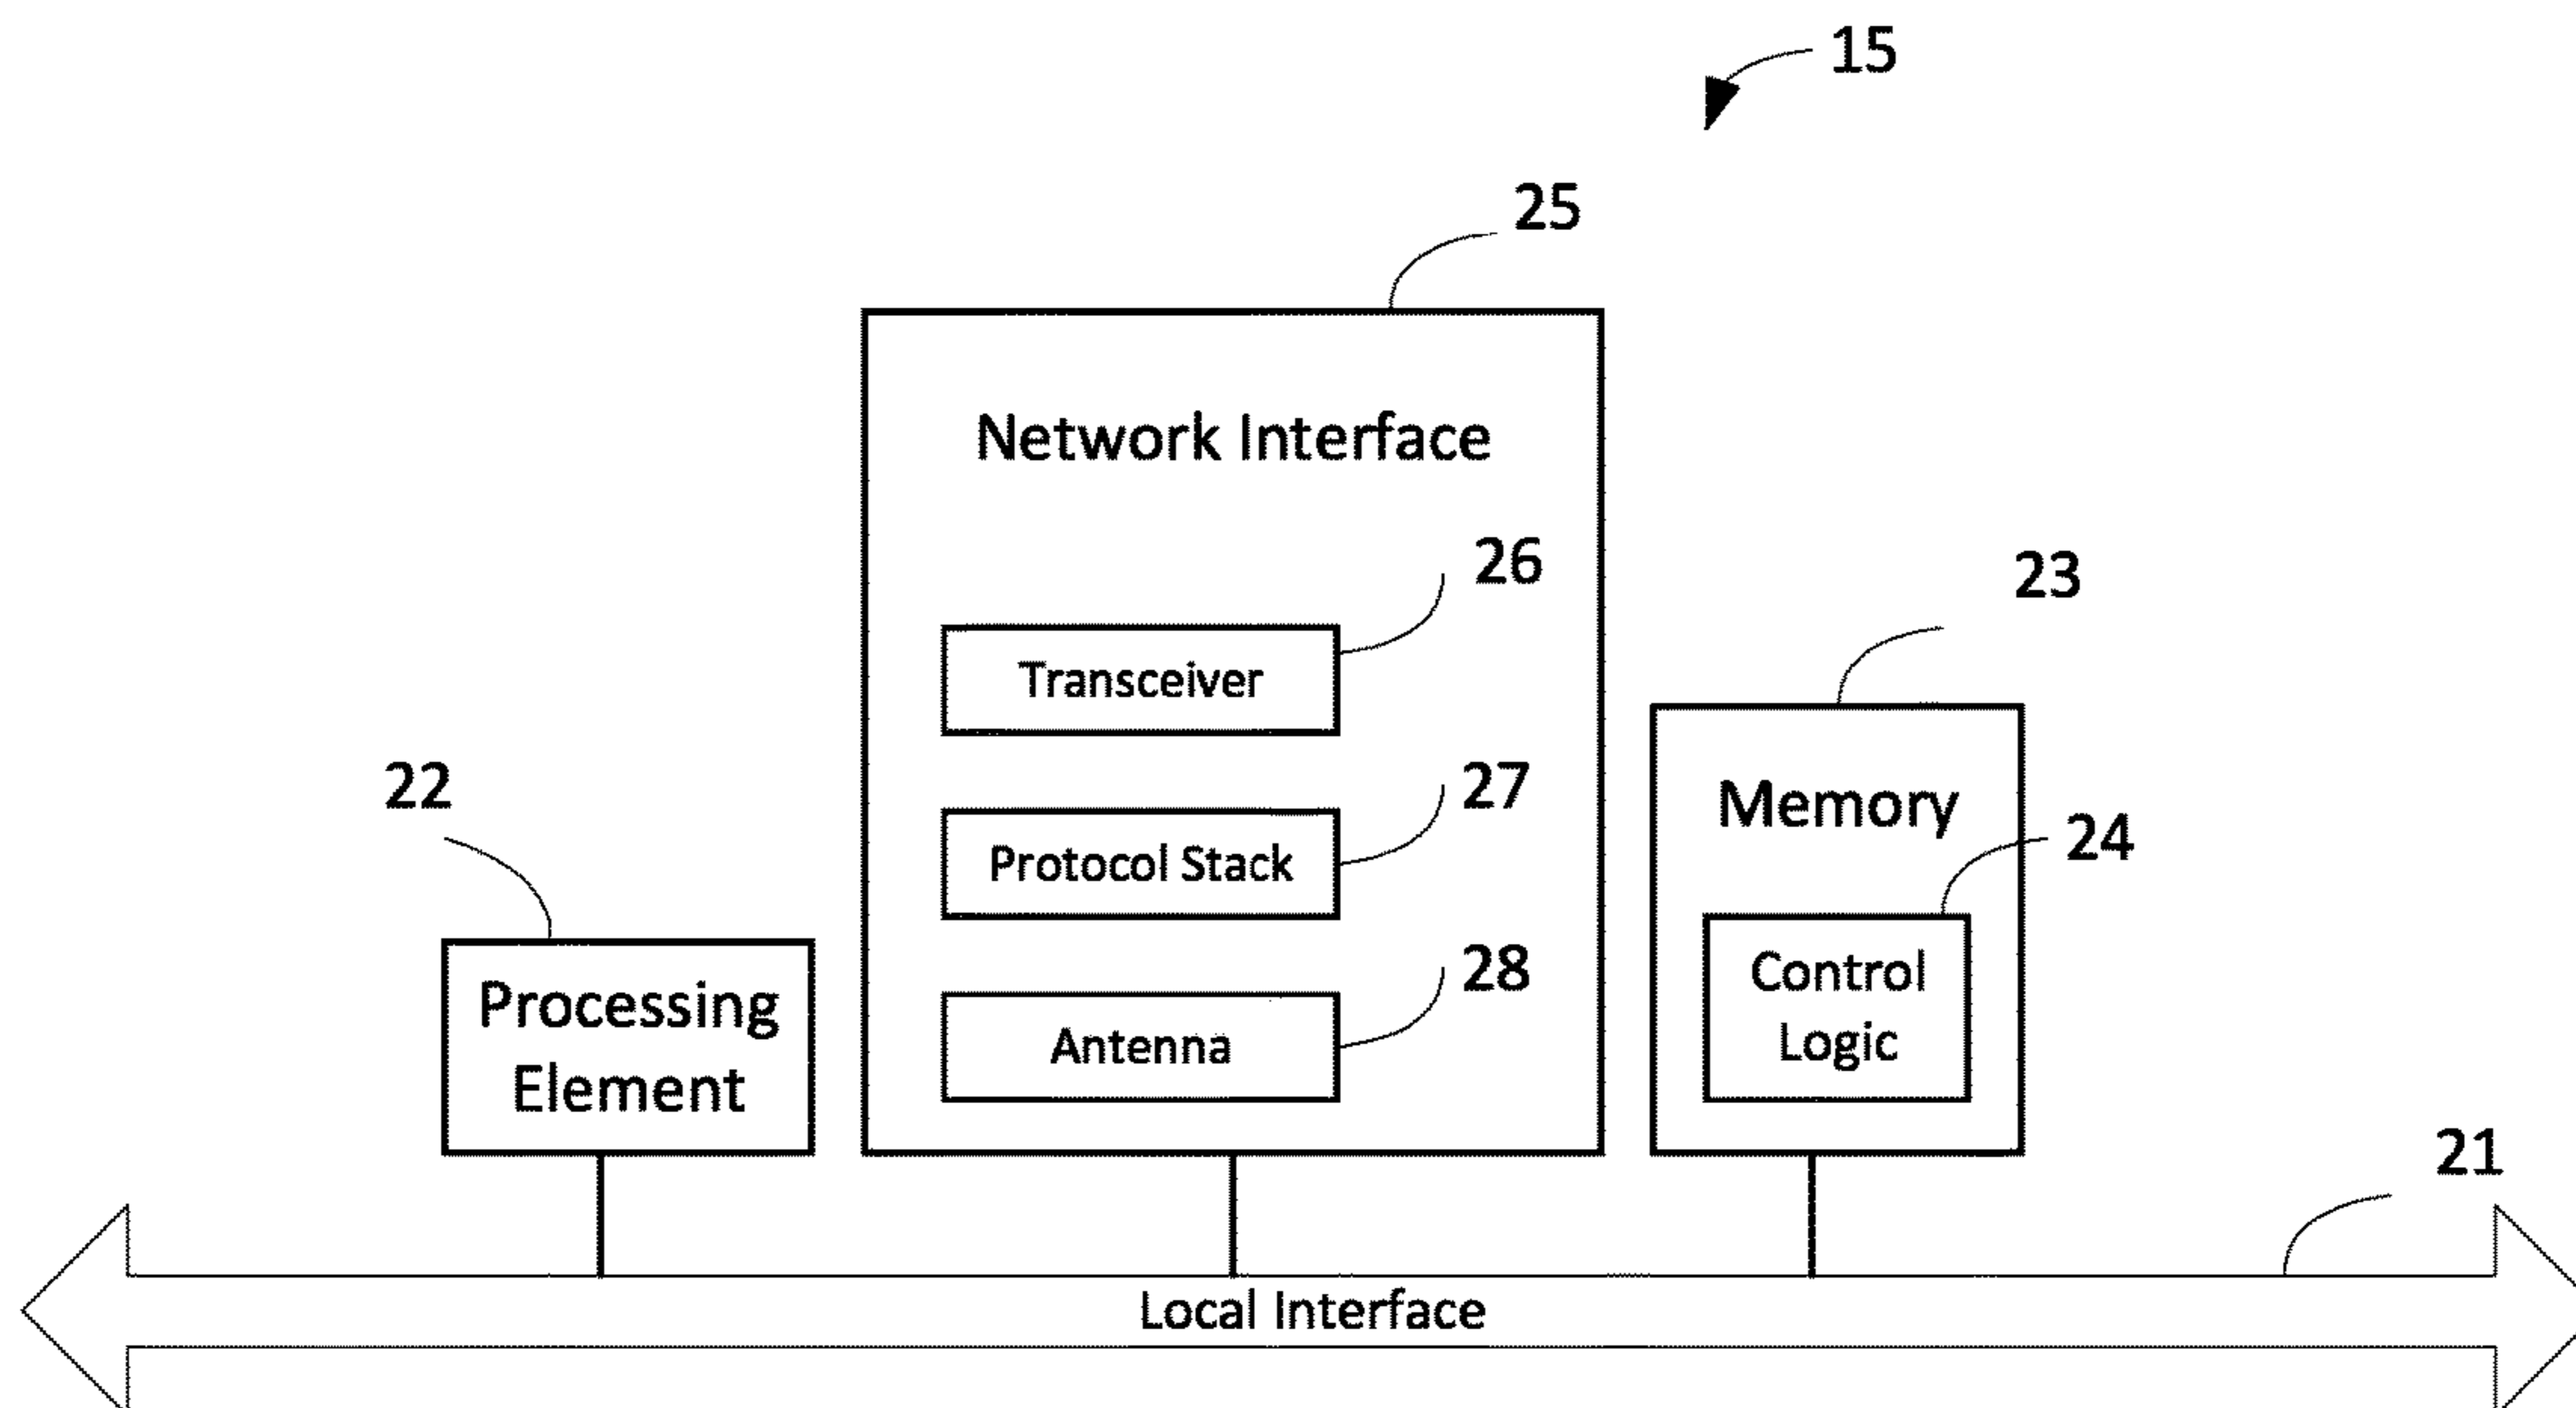 15
25
Network Interface
26
Transceiver
23
22
27
Memory
Protocol Stack
24
28
Control
Logic
Processing
Element
Antenna
21
Local Interface